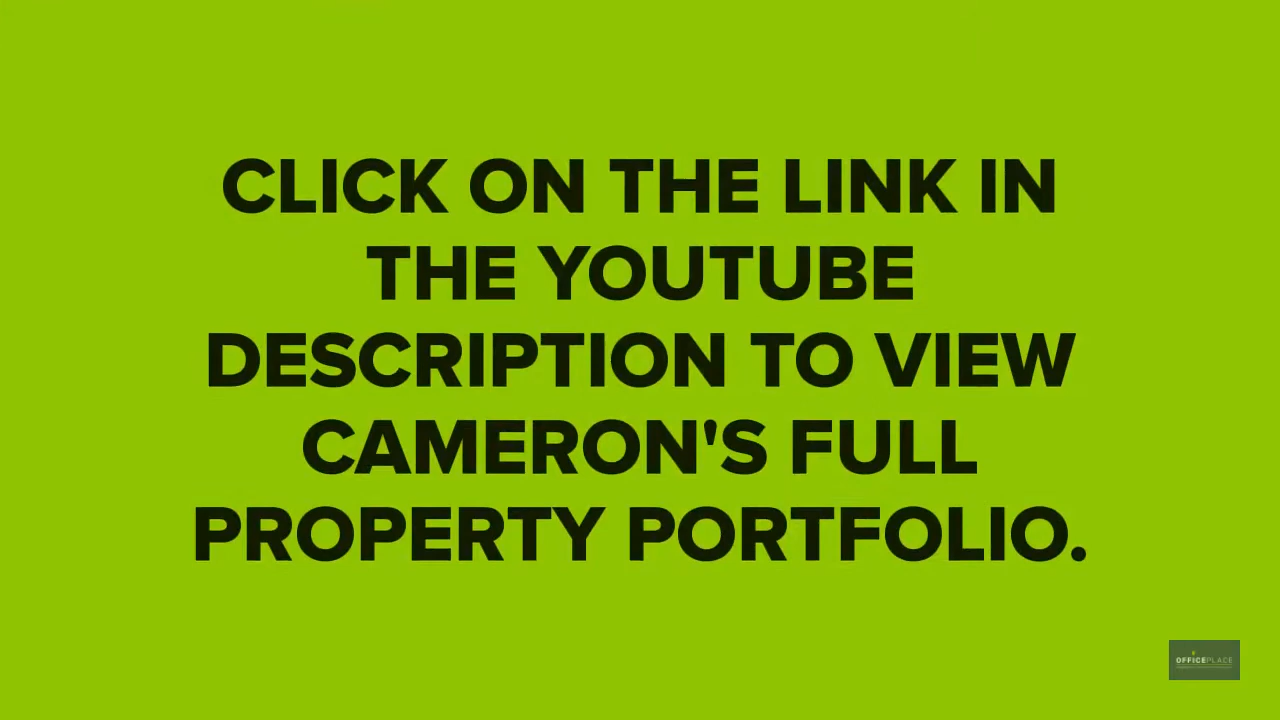 CLICK ON THE LINK IN
THE YOUTUBE
DESCRIPTION TO VIEW
CAMERON'S FULL
PROPERTY PORTFOLIO.
OFFICEPLACE